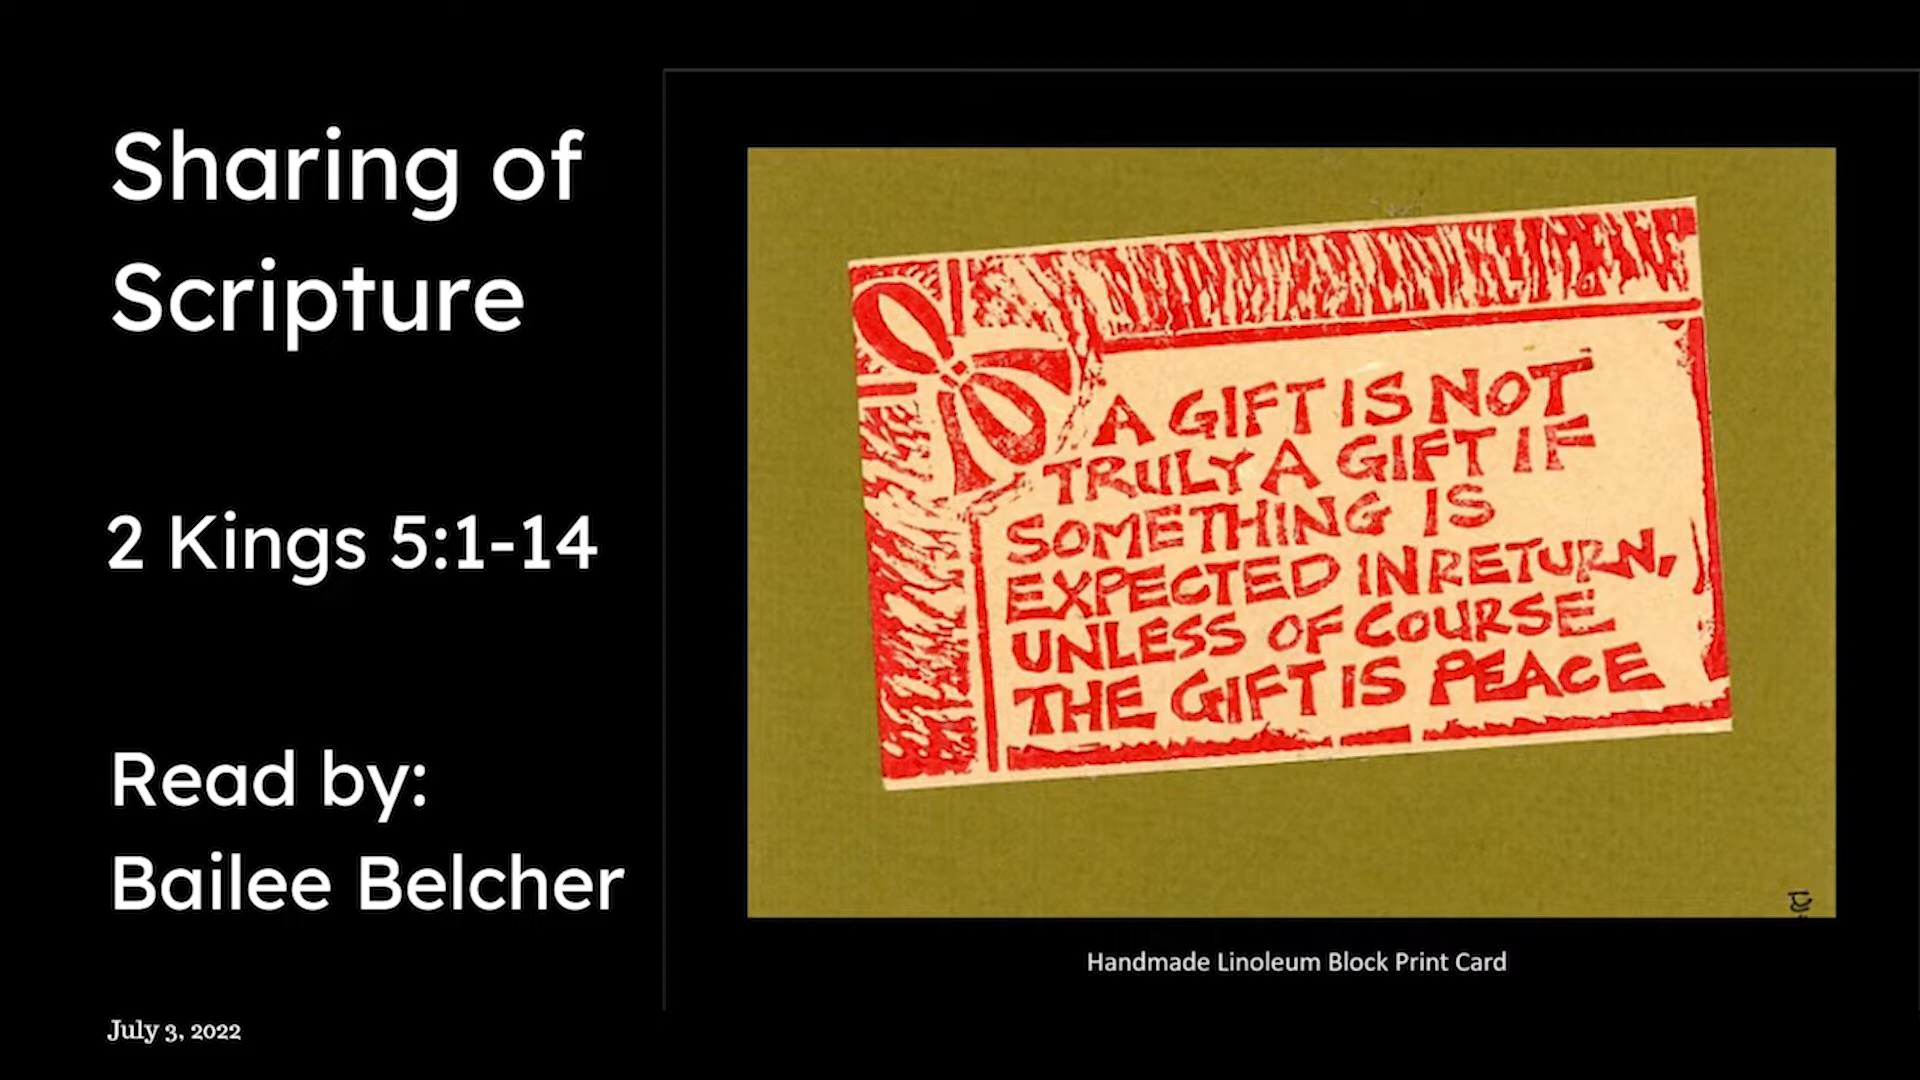 Sharing of
Scripture
2 Kings 5:1-14
Read by:
Bailee Belcher
July 3, 2022
A GIFT IS NOT
TRULY A GIFT IF
SOMETHING IS
EXPECTED IN RETURN,
UNLESS OF COURSE
THE GIFT IS PEACE
Handmade Linoleum Block Print Card